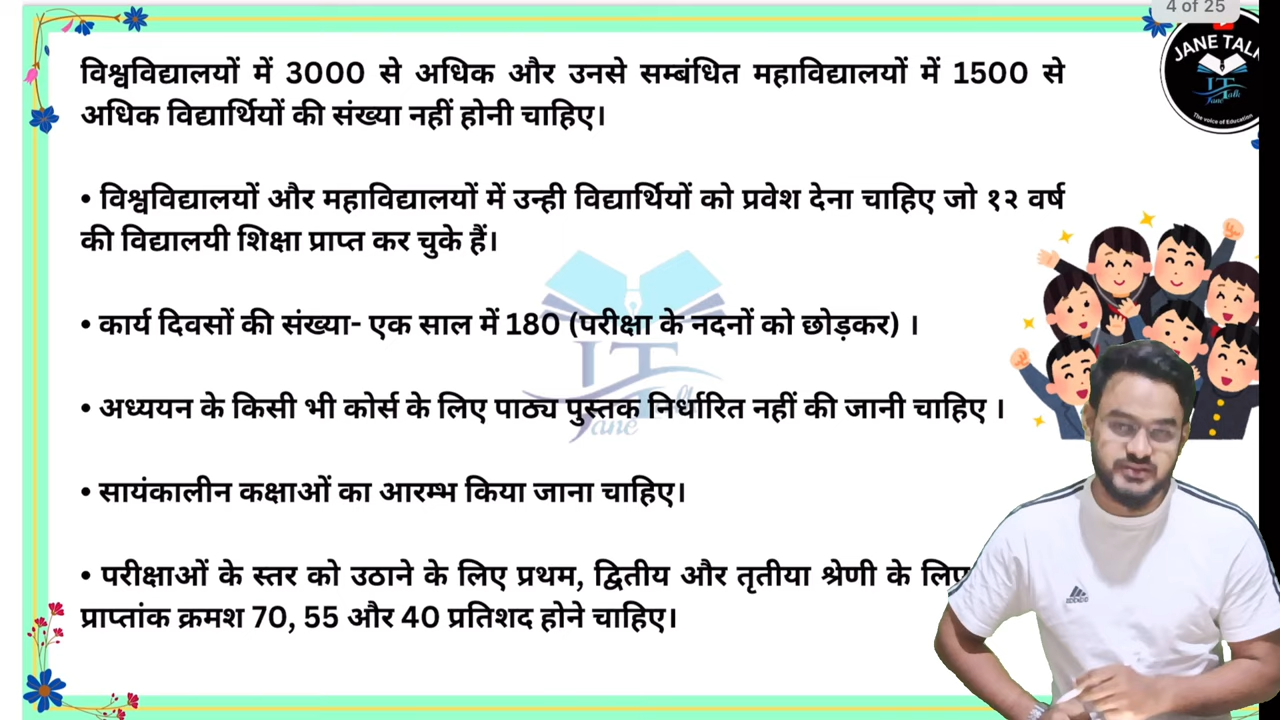 4 of 25
JANE TALK
The voice of Education
विश्वविद्यालयों में 3000 से अधिक और उनसे सम्बंधित महाविद्यालयों में 1500 से
अधिक विद्यार्थियों की संख्या नहीं होनी चाहिए।
• विश्वविद्यालयों और महाविद्यालयों में उन्ही विद्यार्थियों को प्रवेश देना चाहिए जो १२ वर्ष
की विद्यालयी शिक्षा प्राप्त कर चुके हैं।
• कार्य दिवसों की संख्या- एक साल में 180 (परीक्षा के नदनों को छोड़कर) ।
• अध्ययन के किसी भी कोर्स के लिए पाठ्य पुस्तक निर्धारित नहीं की जानी चाहिए ।
• सायंकालीन कक्षाओं का आरम्भ किया जाना चाहिए।
• परीक्षाओं के स्तर को उठाने के लिए प्रथम, द्वितीय और तृतीया श्रेणी के लिए
प्राप्तांक क्रमश 70, 55 और 40 प्रतिशद होने चाहिए।